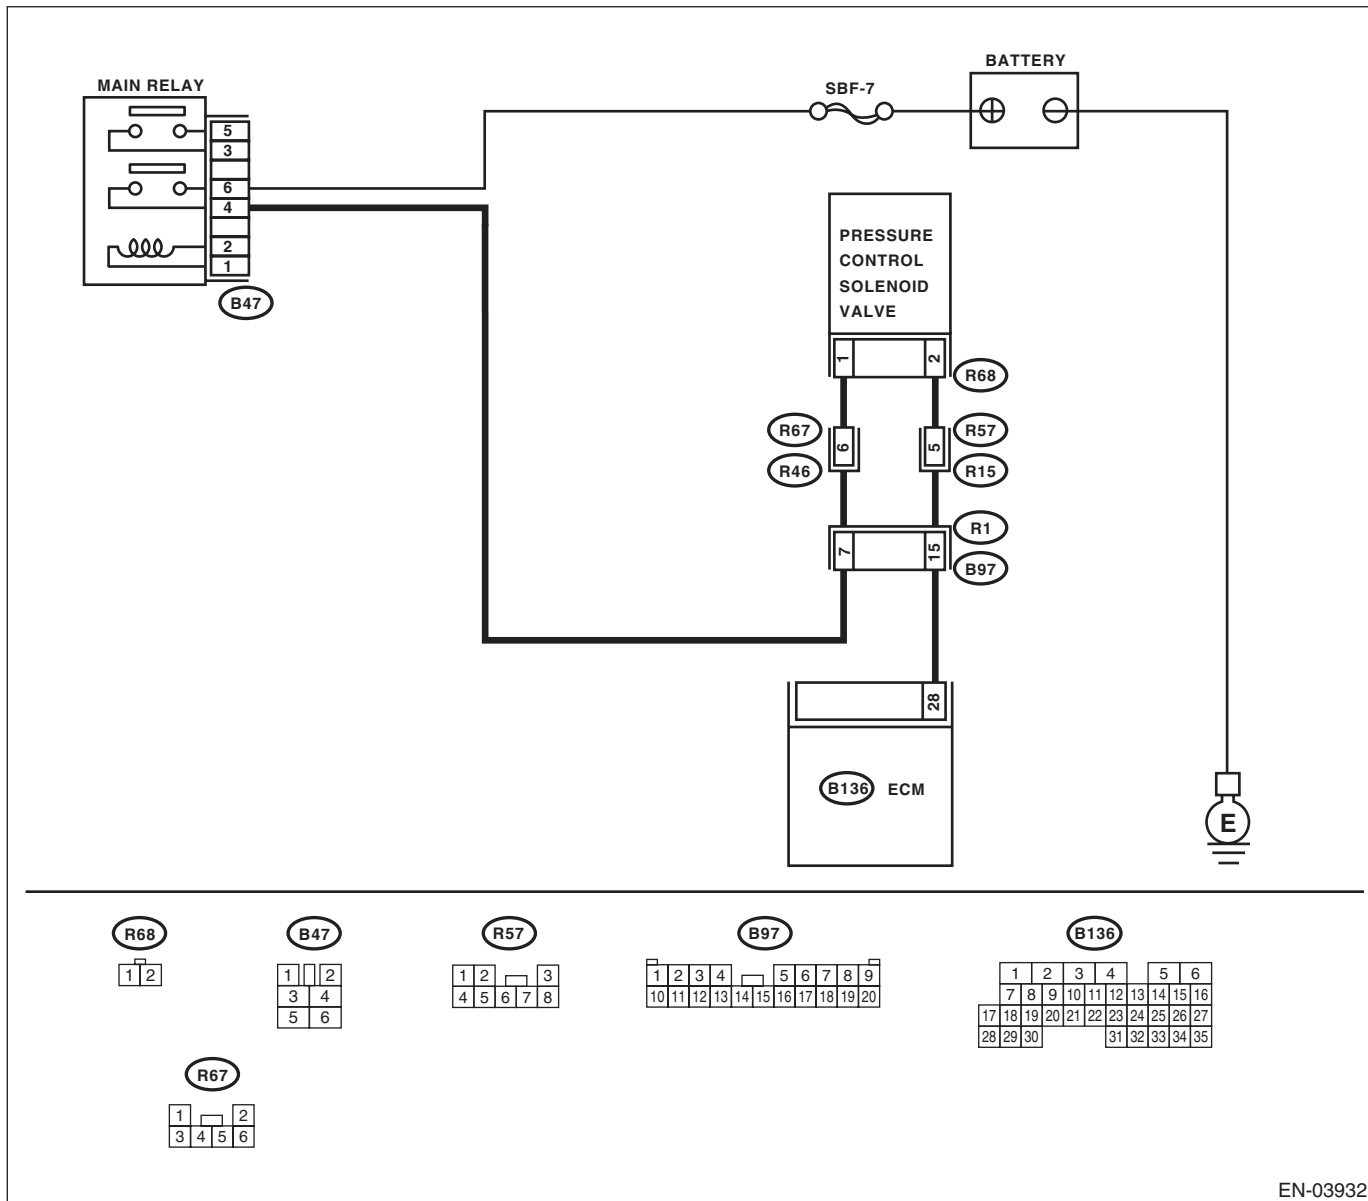 BATTERY
SBF-7
MAIN RELAY
5
3
6
4
2
1
B47
PRESSURE
CONTROL
SOLENOID
VALVE
1 2
R68
R67 6 5 R57
R46 R15
R1
7 15
B97
28
B136 ECM
E
R68
1 2
B47
1 2
3 4
5 6
R57
1 2 3
4 5 6 7 8
B97
1 2 3 4 5 6 7 8 9
10 11 12 13 14 15 16 17 18 19 20
B136
1 2 3 4 5 6
7 8 9 10 11 12 13 14 15 16
17 18 19 20 21 22 23 24 25 26 27
28 29 30 31 32 33 34 35
R67
1 2
3 4 5 6
EN-03932